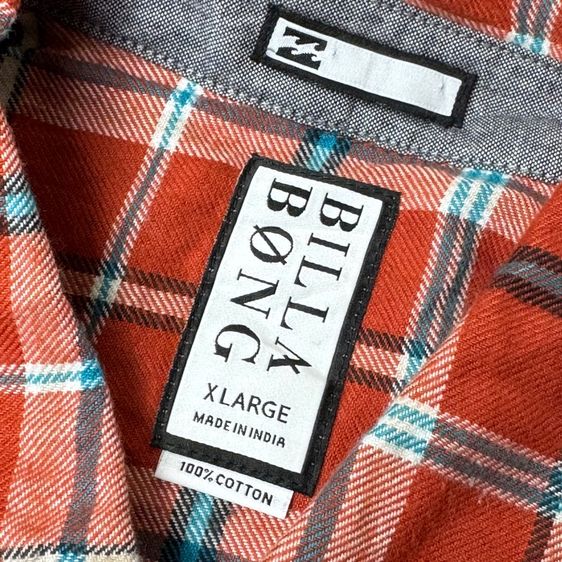 BILLA
BØNG
XLARGE
MADE IN INDIA
100% COTTON